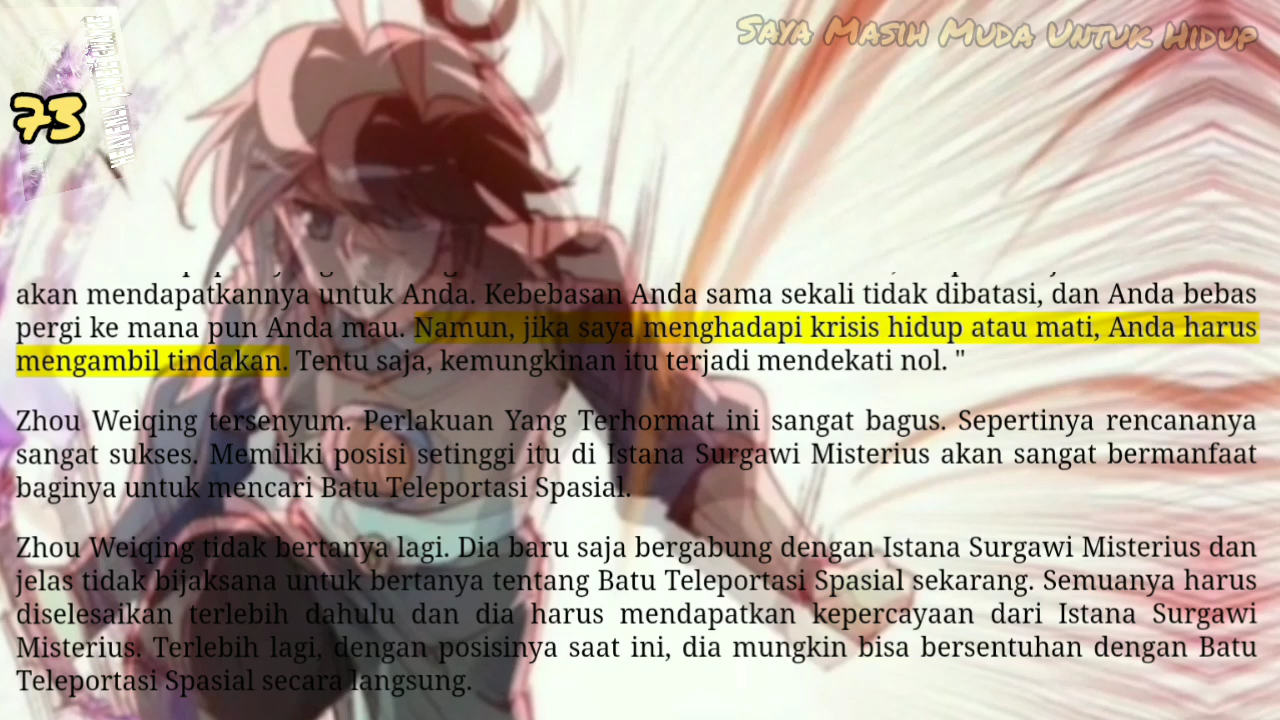 Saya Masih Muda Untuk Hidup
73
akan mendapatkannya untuk Anda. Kebebasan Anda sama sekali tidak dibatasi, dan Anda bebas
pergi ke mana pun Anda mau. Namun, jika saya menghadapi krisis hidup atau mati, Anda harus
mengambil tindakan. Tentu saja, kemungkinan itu terjadi mendekati nol. "
Zhou Weiqing tersenyum. Perlakuan Yang Terhormat ini sangat bagus. Sepertinya rencananya
sangat sukses. Memiliki posisi setinggi itu di Istana Surgawi Misterius akan sangat bermanfaat
baginya untuk mencari Batu Teleportasi Spasial.
Zhou Weiqing tidak bertanya lagi. Dia baru saja bergabung dengan Istana Surgawi Misterius dan
jelas tidak bijaksana untuk bertanya tentang Batu Teleportasi Spasial sekarang. Semuanya harus
diselesaikan terlebih dahulu dan dia harus mendapatkan kepercayaan dari Istana Surgawi
Misterius. Terlebih lagi, dengan posisinya saat ini, dia mungkin bisa bersentuhan dengan Batu
Teleportasi Spasial secara langsung.